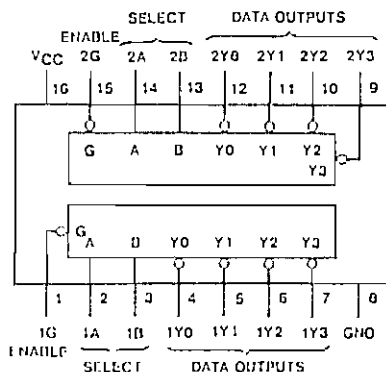 SELECT DATA OUTPUTS
ENABLE
VCC 2G 2A 2B 2Y0 2Y1 2Y2 2Y3
16 15 14 13 12 11 10 9
G A B Y0 Y1 Y2
Y3
G
A B Y0 Y1 Y2 Y3
1 2 3 4 5 6 7 8
1G 1A 1B 1Y0 1Y1 1Y2 1Y3 GND
ENABLE
SELECT DATA OUTPUTS